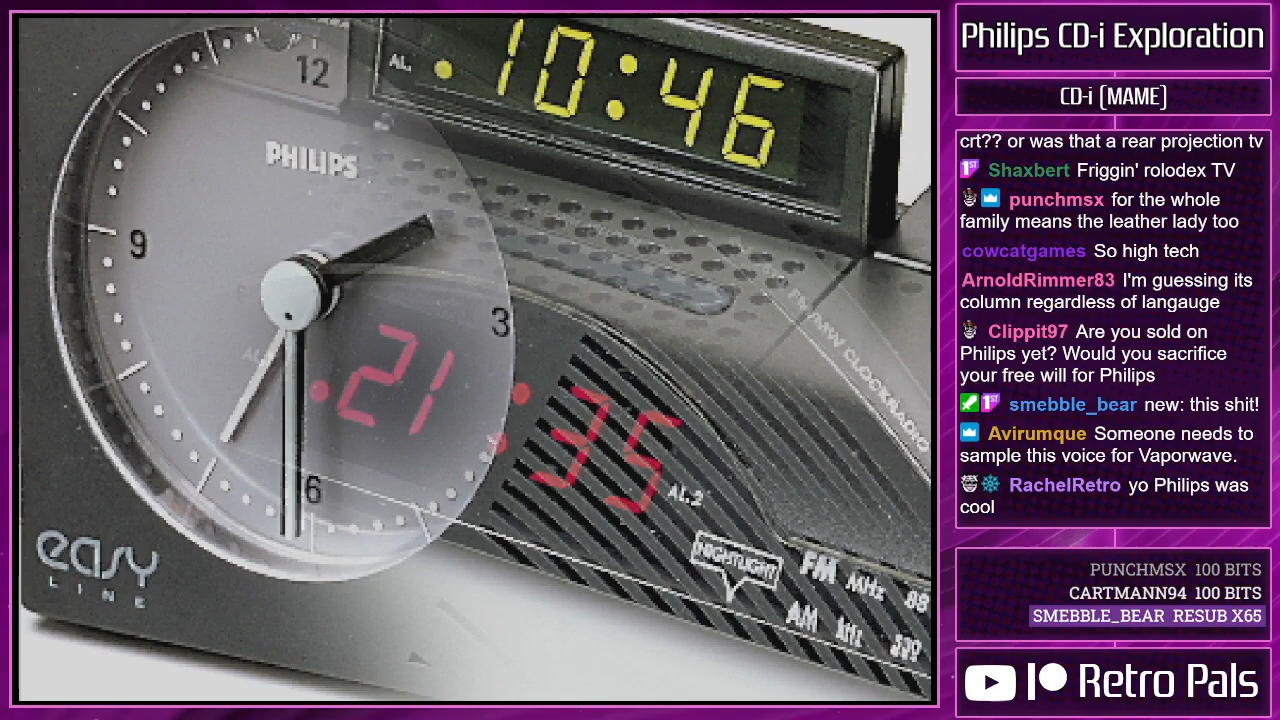 Philips CD-i Exploration
CD-i (MAME)
crt?? or was that a rear projection tv
Shaxbert Friggin' rolodex TV
punchmsx for the whole
family means the leather lady too
cowcatgames So high tech
ArnoldRimmer83 I'm guessing its
column regardless of langauge
Clippit97 Are you sold on
Philips yet? Would you sacrifice
your free will for Philips
smebble_bear new: this shit!
Avirumque Someone needs to
sample this voice for Vaporwave.
RachelRetro yo Philips was
cool
PUNCHMSX 100 BITS
CARTMANN94 100 BITS
SMEBBLE_BEAR RESUB X65
Retro Pals
AL. 10:46
12
PHILIPS
9
3
6
21:35
AL.2
CLOCKRADIO
NIGHTLIGHT
FM MHz 88
AM kHz 530
easy
LINE